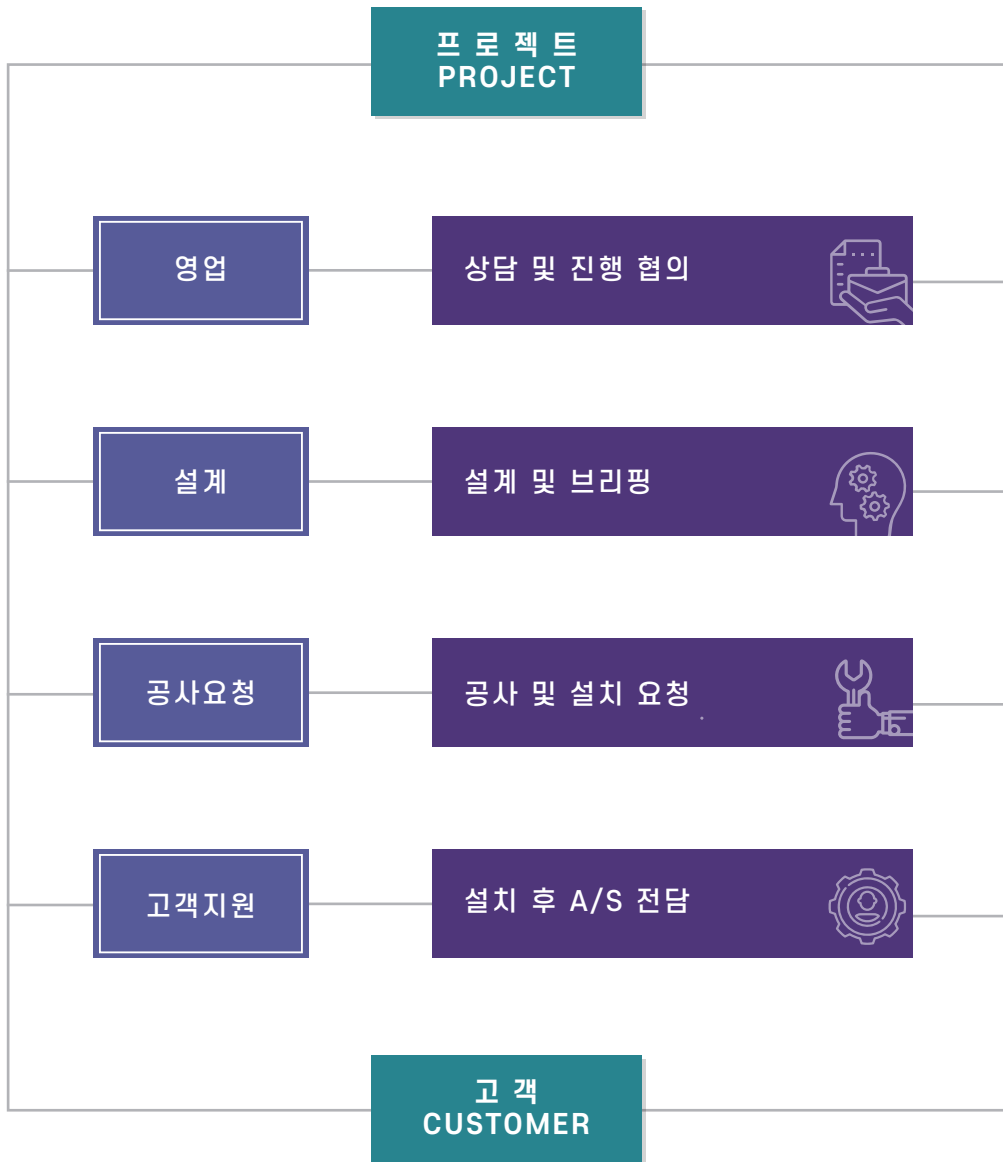 프로젝트
PROJECT
영업
상담 및 진행 협의
설계
설계 및 브리핑
공사요청
공사 및 설치 요청
고객지원
설치 후 A/S 전담
고객
CUSTOMER